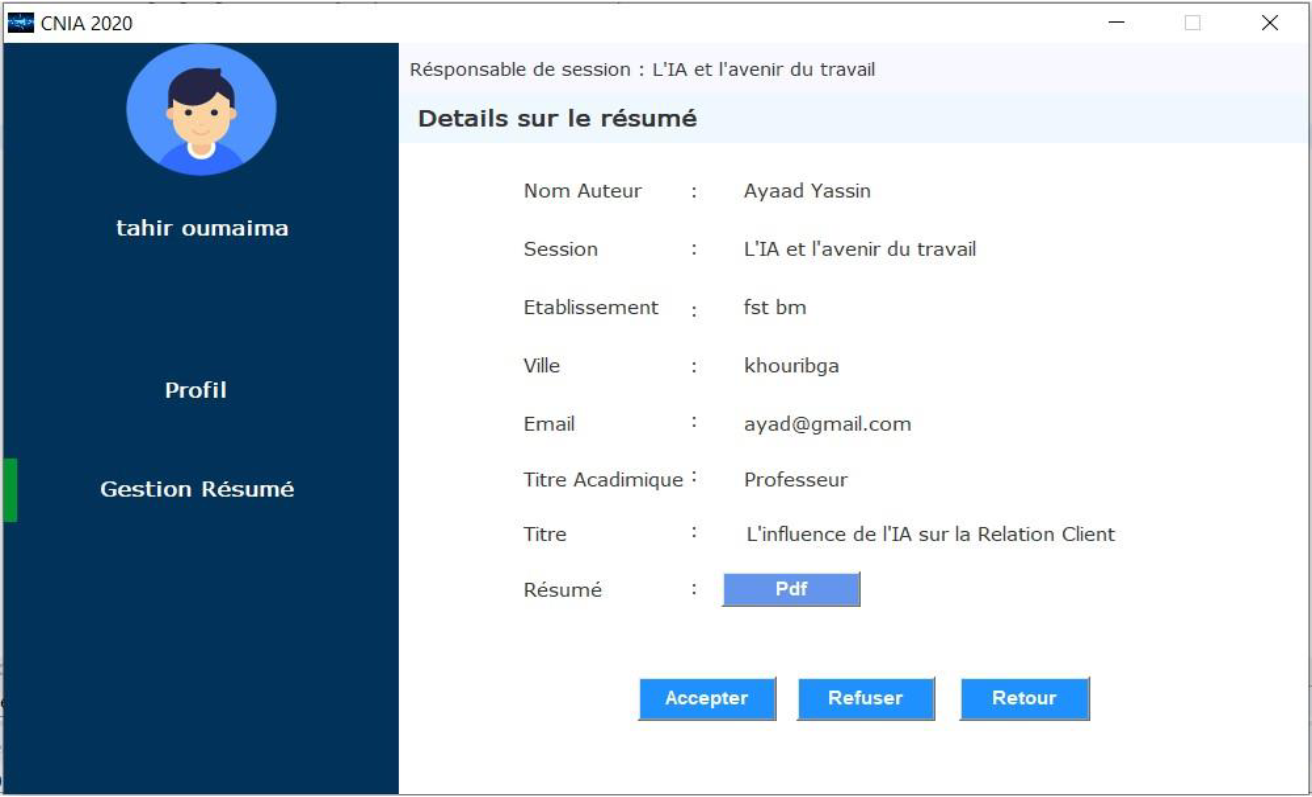 CNIA 2020
tahir oumaima
Profil
Gestion Résumé
Résponsable de session : L'IA et l'avenir du travail
Details sur le résumé
Nom Auteur : Ayaad Yassin
Session : L'IA et l'avenir du travail
Etablissement : fst bm
Ville : khouribga
Email : ayad@gmail.com
Titre Acadimique : Professeur
Titre : L'influence de l'IA sur la Relation Client
Résumé : Pdf
Accepter Refuser Retour